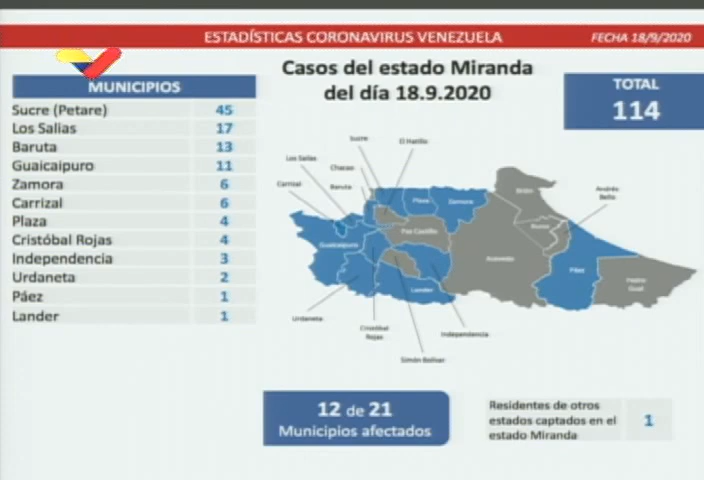 ESTADÍSTICAS CORONAVIRUS VENEZUELA
FECHA 18/9/2020
MUNICIPIOS
Sucre (Petare) 45
Los Salias 17
Baruta 13
Guaicaipuro 11
Zamora 6
Carrizal 6
Plaza 4
Cristóbal Rojas 4
Independencia 3
Urdaneta 2
Páez 1
Lander 1
Casos del estado Miranda
del día 18.9.2020
TOTAL
114
Sucre
El Hatillo
Los Salias
Chacao
Carrizal
Baruta
Plaza
Zamora
Brión
Andrés
Bello
Guaicaipuro
Paz Castillo
Buroz
Acevedo
Páez
Pedro
Gual
Lander
Urdaneta
Cristóbal
Rojas
Independencia
Simón Bolívar
12 de 21
Municipios afectados
Residentes de otros
estados captados en el
estado Miranda
1